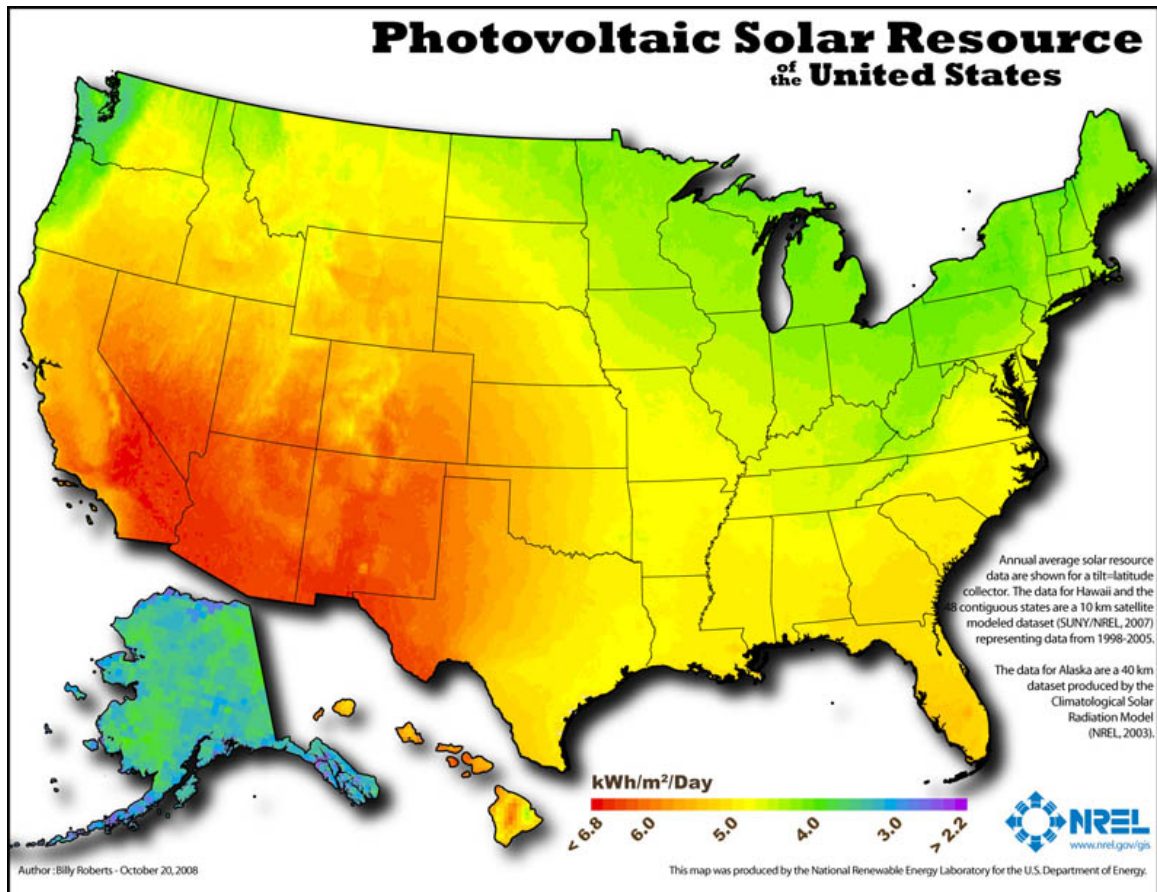 Photovoltaic Solar Resource
of the United States
Annual average solar resource
data are shown for a tilt=latitude
collector. The data for Hawaii and the
48 contiguous states are a 10 km satellite
modeled dataset (SUNY/NREL, 2007)
representing data from 1998-2005.
The data for Alaska are a 40 km
dataset produced by the
Climatological Solar
Radiation Model
(NREL, 2003).
kWh/m²/Day
< 6.8 6.0 5.0 4.0 3.0 > 2.2
NREL
www.nrel.gov/gis
Author : Billy Roberts - October 20, 2008
This map was produced by the National Renewable Energy Laboratory for the U.S. Department of Energy.